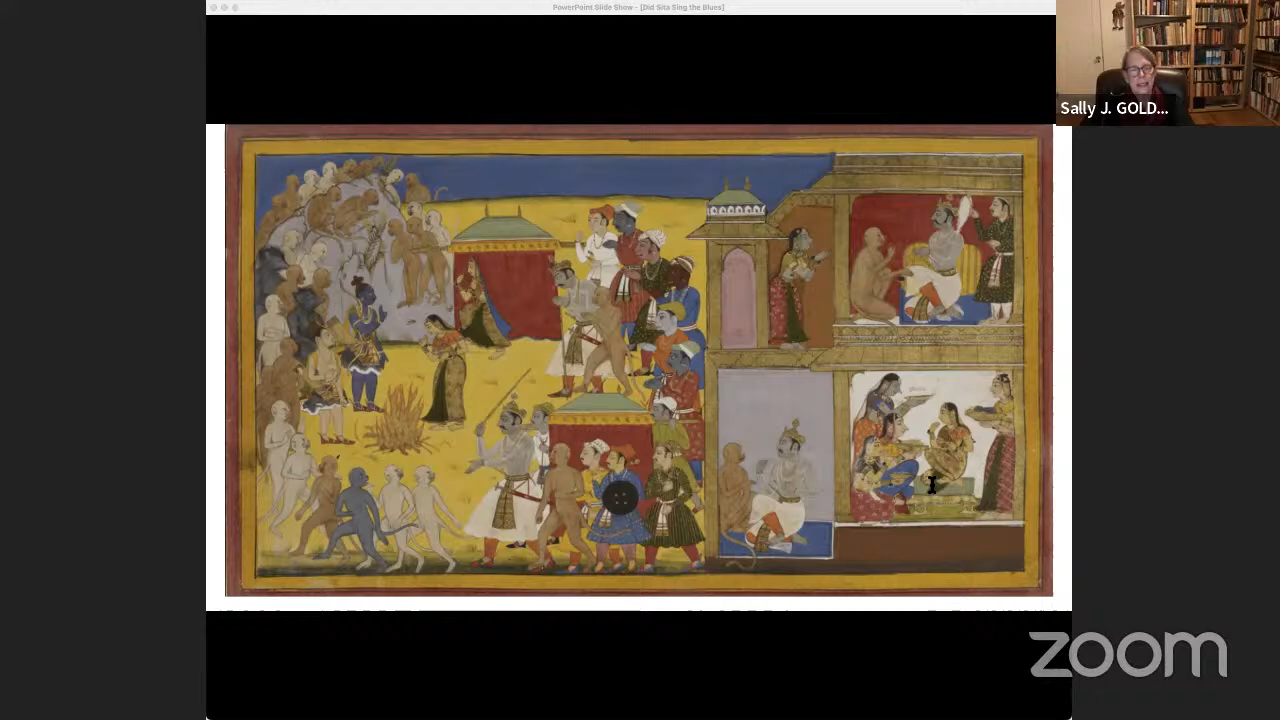 PowerPoint Slide Show - [Did Sita Sing the Blues]
Sally J. GOLD...
zoom